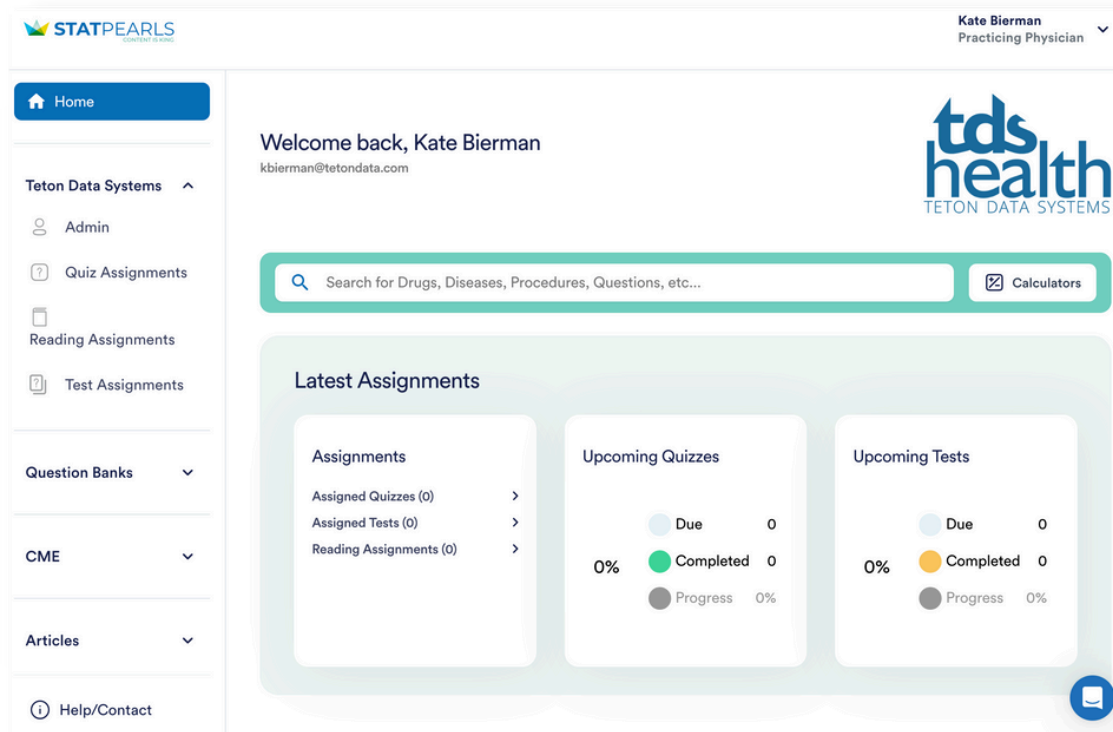 STATPEARLS
CONTENT IS KING
Kate Bierman
Practicing Physician
Home
Teton Data Systems
Admin
Quiz Assignments
Reading Assignments
Test Assignments
Question Banks
CME
Articles
Help/Contact
Welcome back, Kate Bierman
kbierman@tetondata.com
tds
health
TETON DATA SYSTEMS
Search for Drugs, Diseases, Procedures, Questions, etc...
Calculators
Latest Assignments
Assignments
Assigned Quizzes (0)
Assigned Tests (0)
Reading Assignments (0)
Upcoming Quizzes
0%
Due 0
Completed 0
Progress 0%
Upcoming Tests
0%
Due 0
Completed 0
Progress 0%